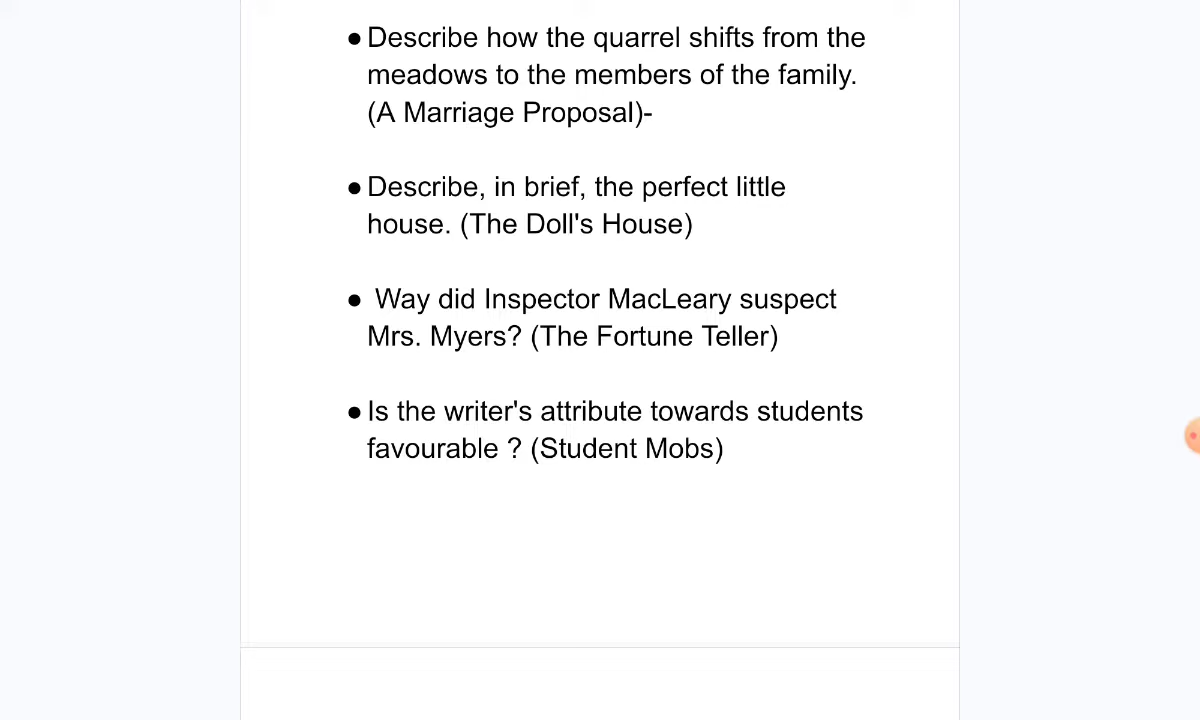 ● Describe how the quarrel shifts from the
meadows to the members of the family.
(A Marriage Proposal)-
● Describe, in brief, the perfect little
house. (The Doll's House)
● Way did Inspector MacLeary suspect
Mrs. Myers? (The Fortune Teller)
● Is the writer's attribute towards students
favourable ? (Student Mobs)